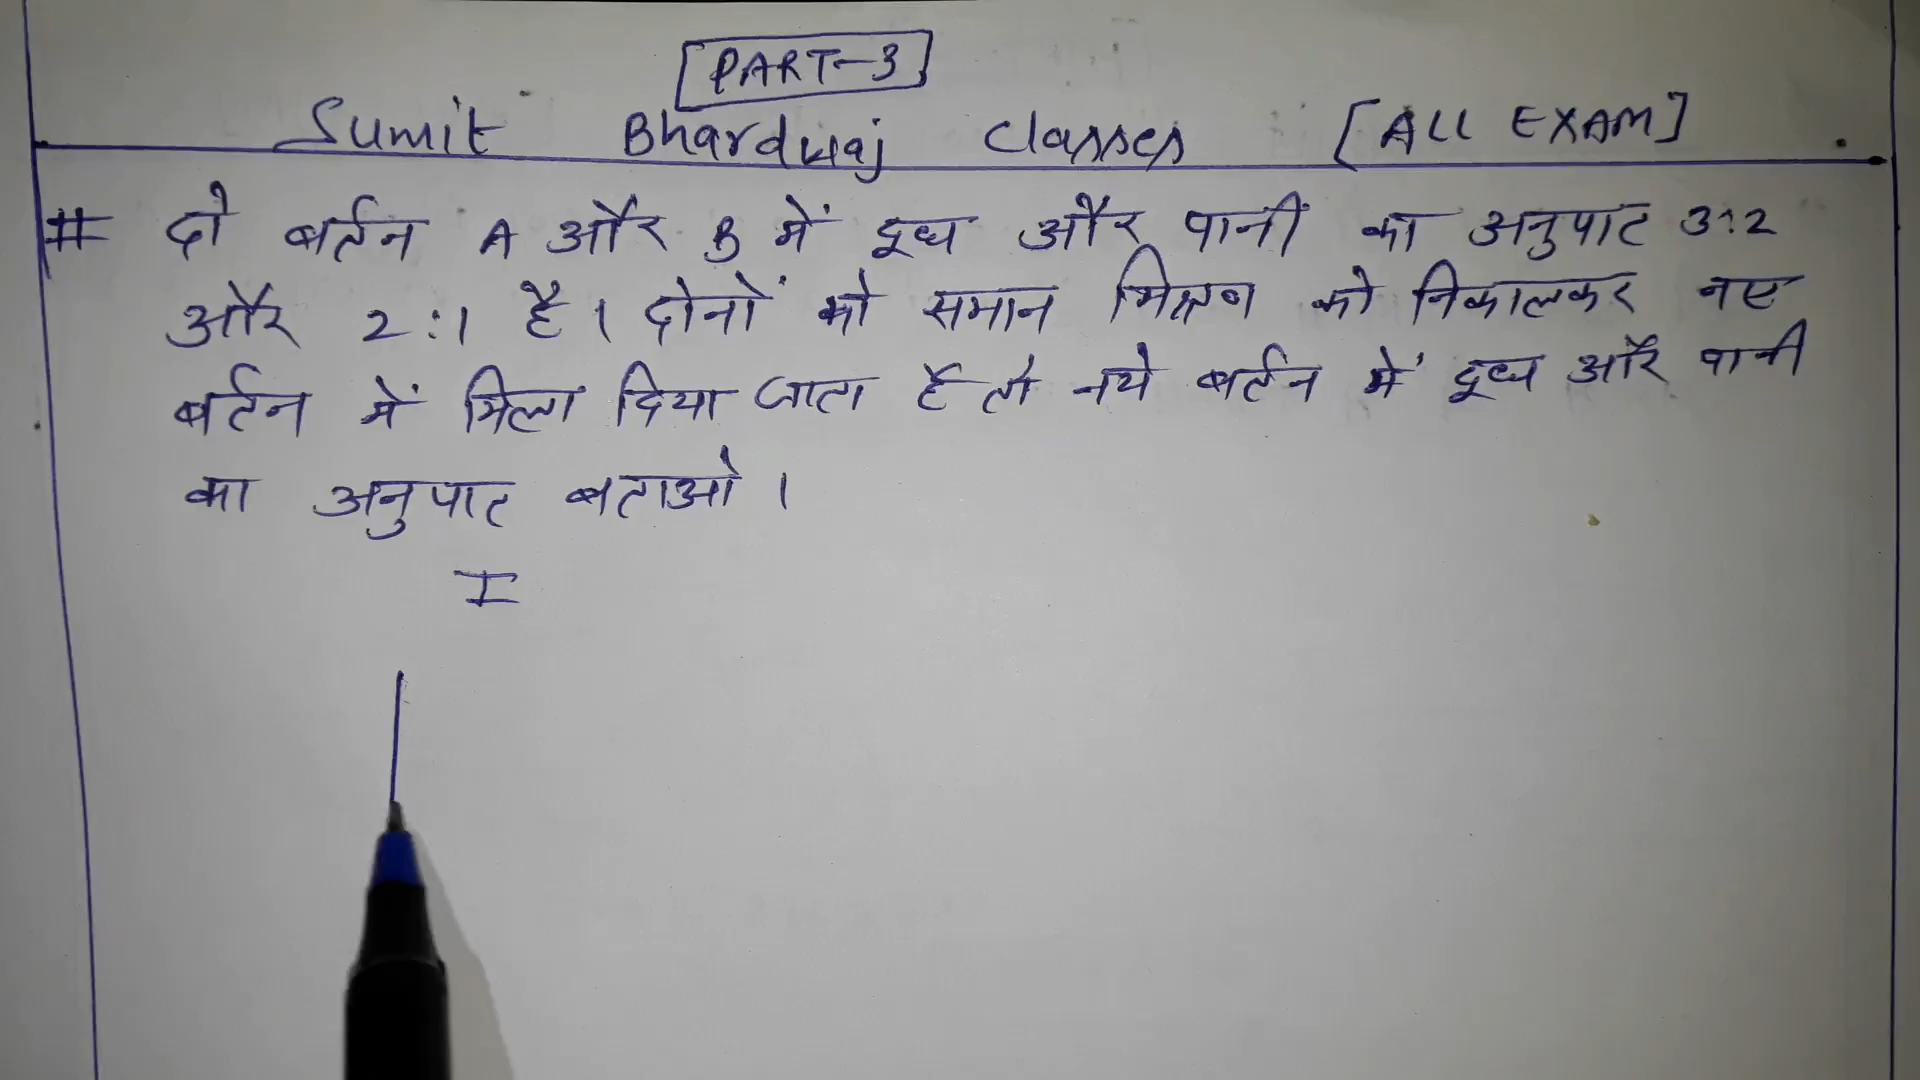 [PART-3]
Sumit Bhardwaj Classes [ALL EXAM]
# दो बर्तन A और B में दूध और पानी का अनुपात 3:2
और 2:1 है। दोनों को समान मिश्रण को निकालकर नए
बर्तन में मिला दिया जाता है तो नये बर्तन में दूध और पानी
का अनुपात बताओ।
I